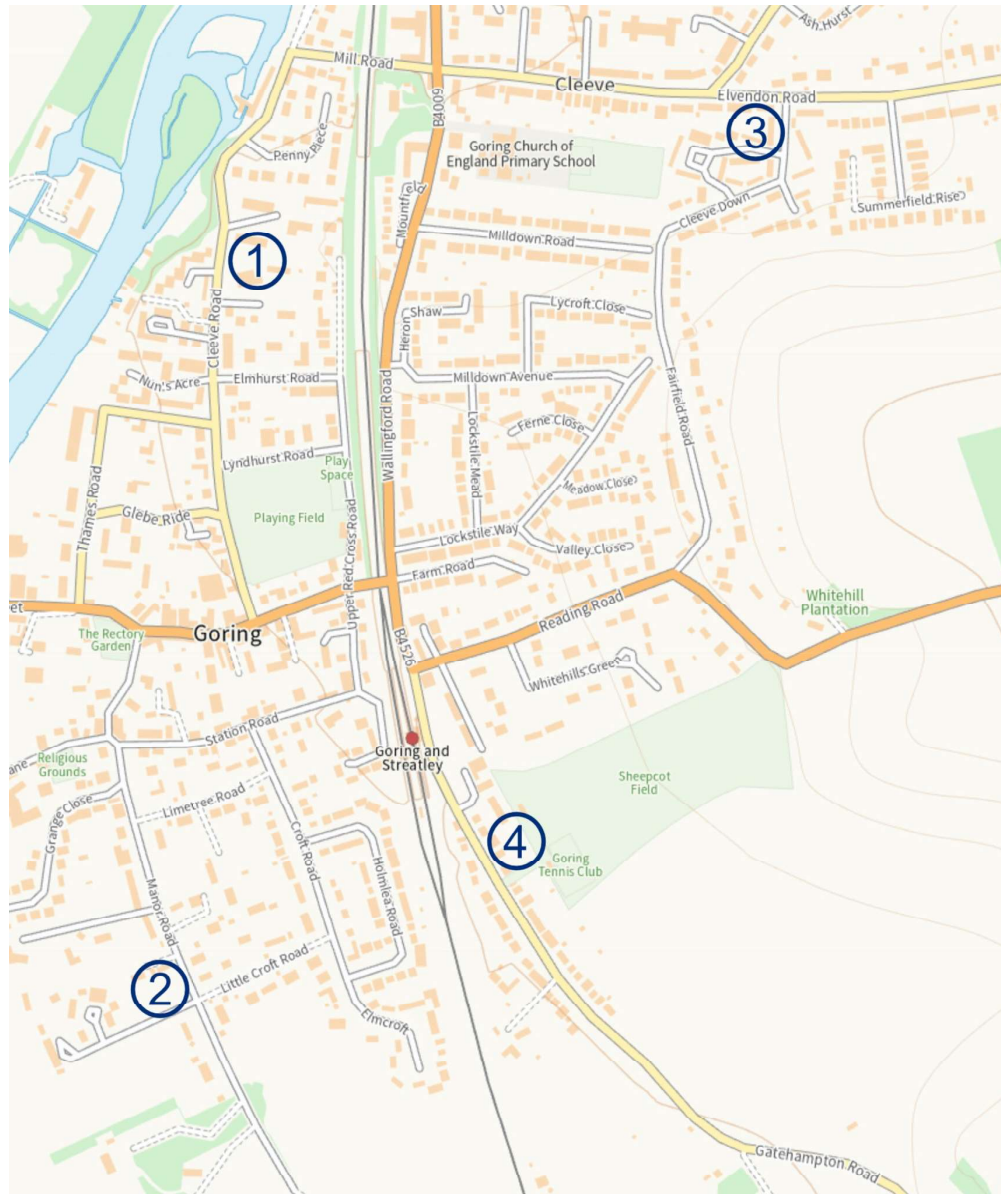 Ash Hurst
Mill Road
Cleeve
Elvendon Road
B4009
3
Goring Church of
England Primary School
Penny Piece
Mountfield
Cleeve Down
Summerfield Rise
1
Milldown Road
Heron
Shaw
Lycroft Close
Cleeve Road
Nun's Acre
Elmhurst Road
Milldown Avenue
Fairfield Road
Wallingford Road
Lockstile Mead
Ferne Close
Lyndhurst Road
Play
Space
Meadow Close
Thames Road
Glebe Ride
Playing Field
Upper Red Cross Road
Lockstile Way
Valley Close
Farm Road
Whitehill
Plantation
et
The Rectory
Garden
Goring
B4526
Reading Road
Whitehills Green
Station Road
Goring and
Streatley
ane
Religious
Grounds
Sheepcot
Field
Grange Close
Limetree Road
Croft Road
Holmlea Road
4
Goring
Tennis Club
Manor Road
2
Little Croft Road
Elmcroft
Gatehampton Road